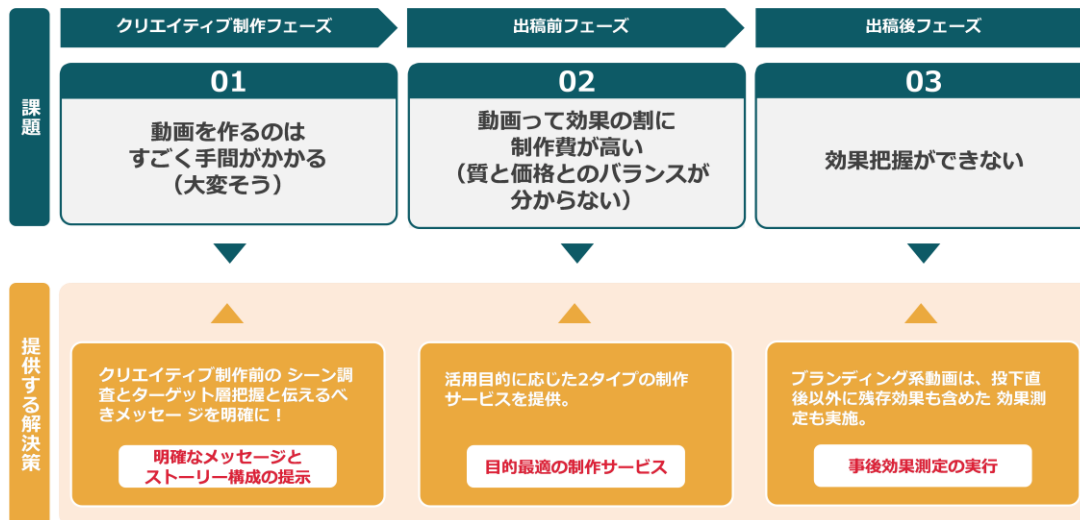 クリエイティブ制作フェーズ
出稿前フェーズ
出稿後フェーズ
課題
01
動画を作るのは
すごく手間がかかる
（大変そう）
02
動画って効果の割に
制作費が高い
（質と価格とのバランスが
分からない）
03
効果把握ができない
提供する解決策
クリエイティブ制作前の シーン調
査とターゲット層把握と伝えるべ
きメッセー ジを明確に！
明確なメッセージと
ストーリー構成の提示
活用目的に応じた2タイプの制作
サービスを提供。
目的最適の制作サービス
ブランディング系動画は、投下直
後以外に残存効果も含めた 効果測
定も実施。
事後効果測定の実行